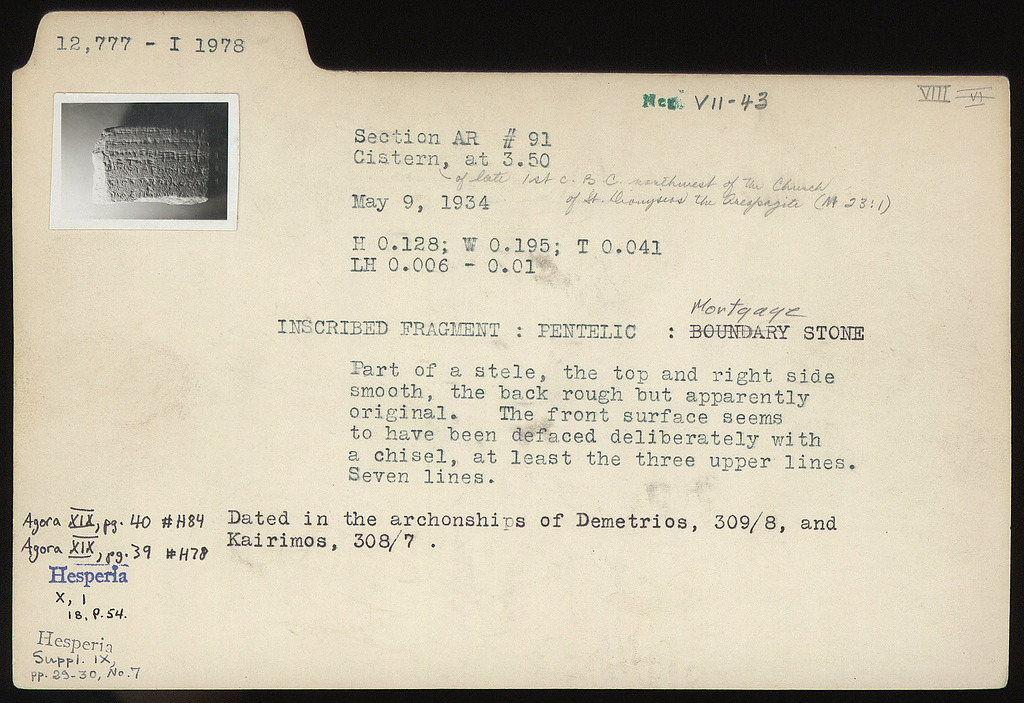 12,777 - I 1978
Neg. VII-43
VIII VI
Section AR # 91
Cistern, at 3.50
of late 1st c. B.C. northwest of the Church
of St. Dionysios the Areopagite (M 23:1)
May 9, 1934
H 0.128; W 0.195; T 0.041
LH 0.006 - 0.01
Mortgage
INSCRIBED FRAGMENT : PENTELIC : BOUNDARY STONE
Part of a stele, the top and right side
smooth, the back rough but apparently
original. The front surface seems
to have been defaced deliberately with
a chisel, at least the three upper lines.
Seven lines.
Dated in the archonships of Demetrios, 309/8, and
Kairimos, 308/7 .
Agora XIX, pg. 40 #H84
Agora XIX, pg. 39 #H78
Hesperia
X, 1
18, P. 54.
Hesperia
Suppl. IX,
pp. 29-30, No. 7